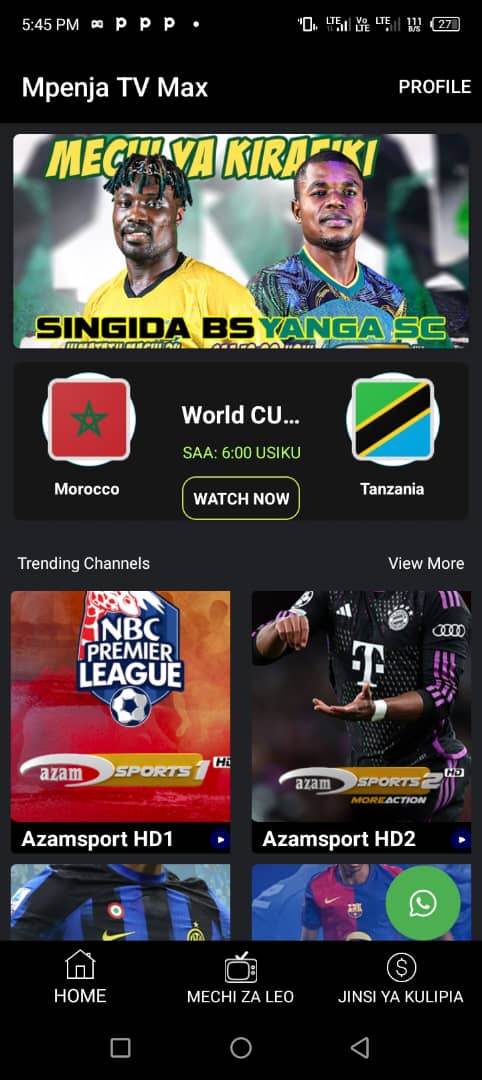 5:45 PM
LTE
Vo
LTE
LTE
111
B/S
27
Mpenja TV Max
PROFILE
MECHI YA KIRAFIKI
SINGIDA BS YANGA SC
World CU...
SAA: 6:00 USIKU
Morocco
WATCH NOW
Tanzania
Trending Channels
View More
NBC
PREMIER
LEAGUE
azam SPORTS 1 HD
T
azam SPORTS 2 HD
MORE ACTION
Azamsport HD1
Azamsport HD2
HOME
MECHI ZA LEO
JINSI YA KULIPIA